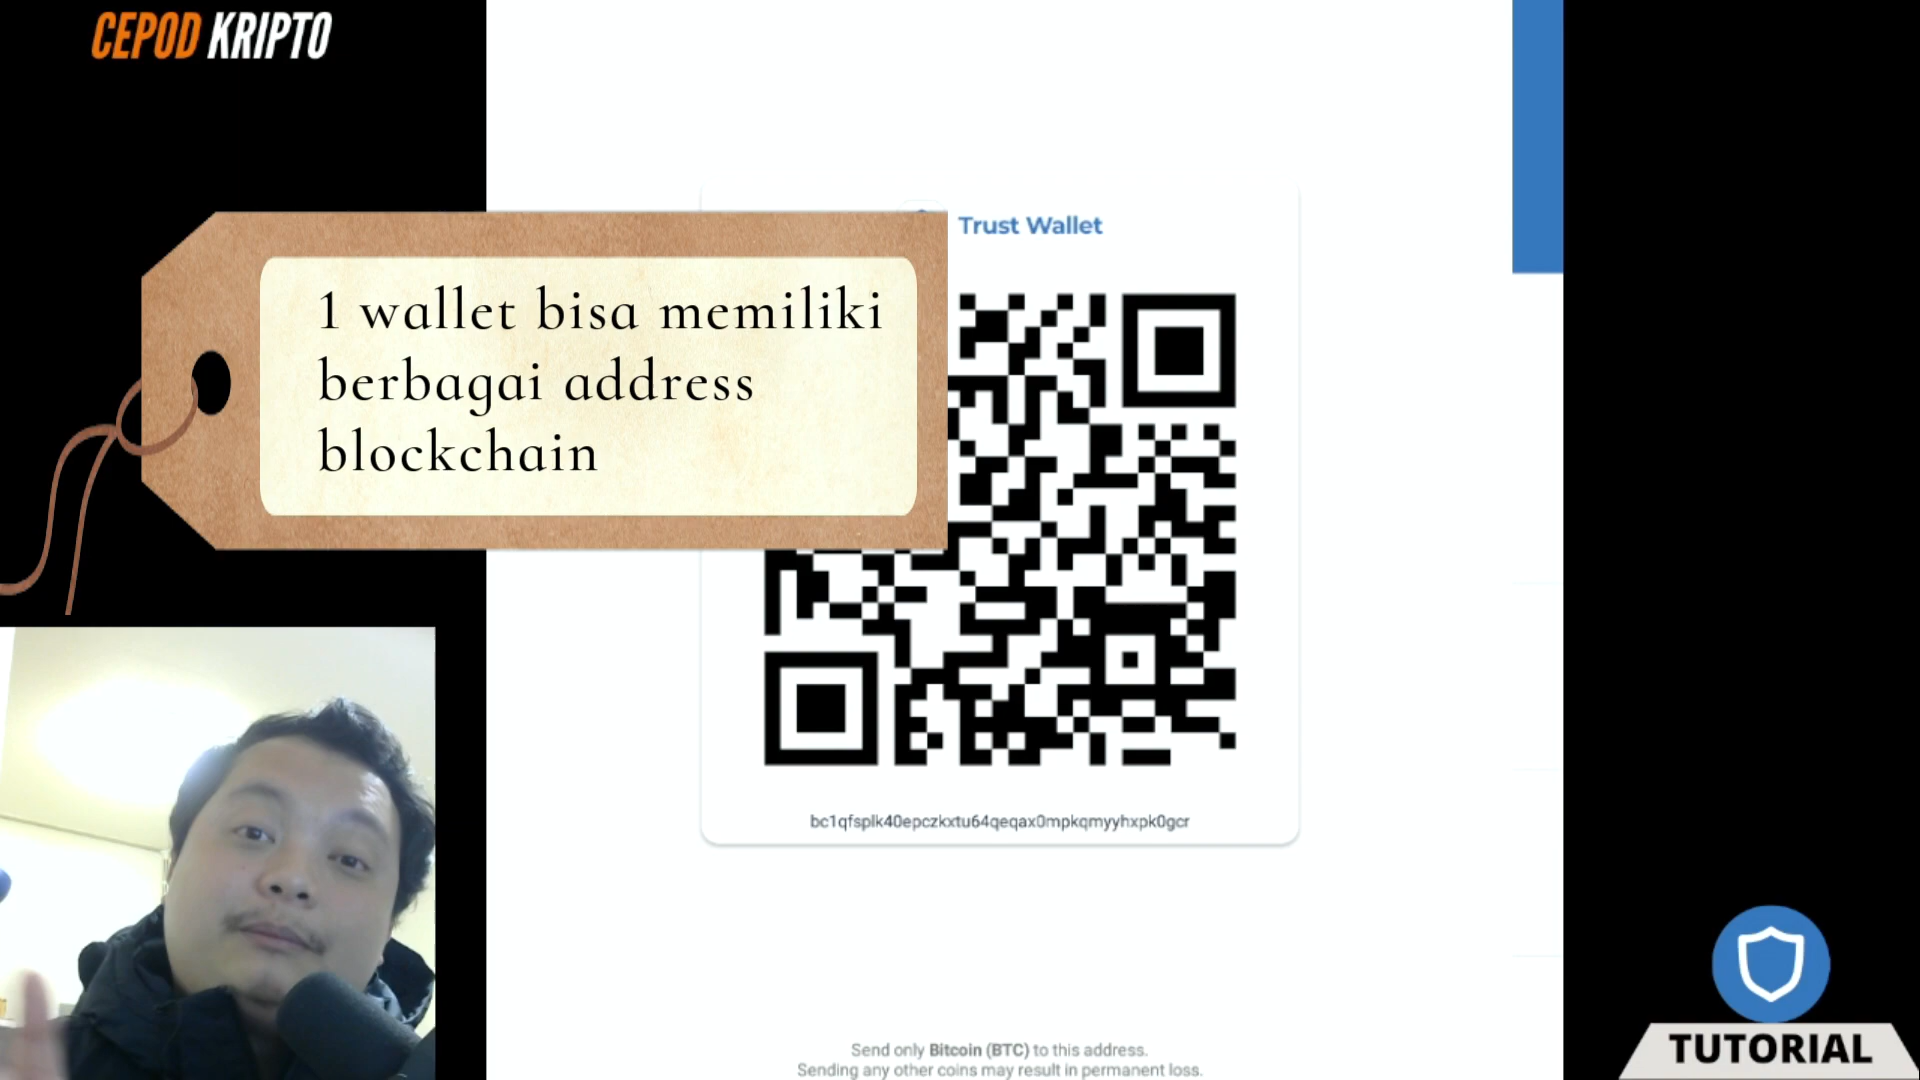 CEPOD KRIPTO
Trust Wallet
1 wallet bisa memiliki
berbagai address
blockchain
bc1qfsplk40epczkxtu64qeqax0mpkqmyyhxpk0gcr
Send only Bitcoin (BTC) to this address.
Sending any other coins may result in permanent loss.
TUTORIAL